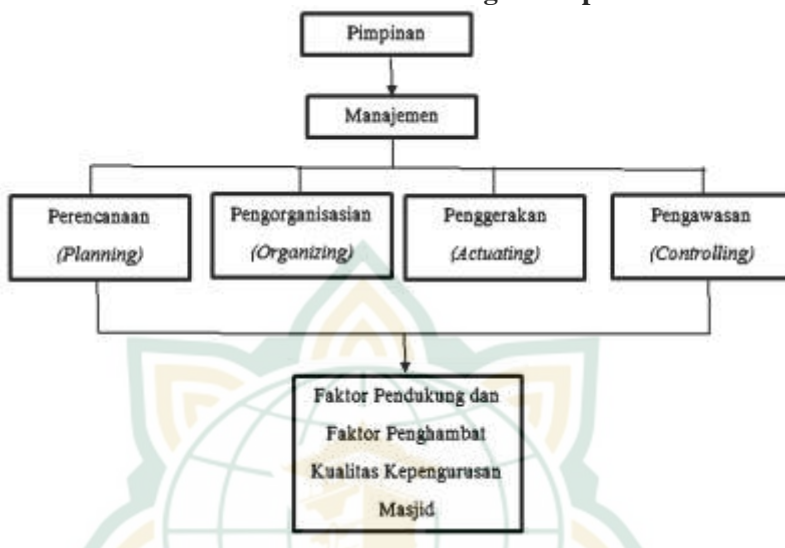 Pimpinan
Manajemen
Perencanaan
(Planning)
Pengorganisasian
(Organizing)
Penggerakan
(Actuating)
Pengawasan
(Controlling)
Faktor Pendukung dan
Faktor Penghambat
Kualitas Kepengurusan
Masjid